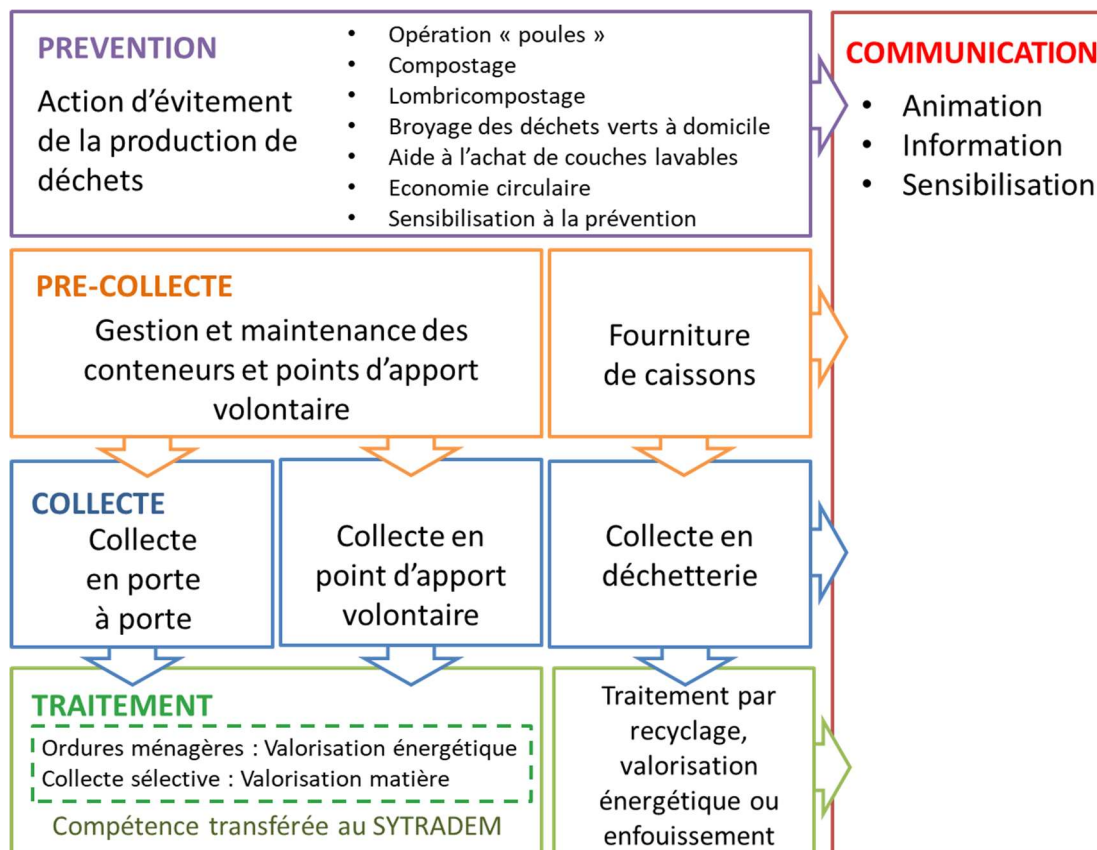 PREVENTION
Action d'évitement
de la production de
déchets
• Opération « poules »
• Compostage
• Lombricompostage
• Broyage des déchets verts à domicile
• Aide à l'achat de couches lavables
• Economie circulaire
• Sensibilisation à la prévention
COMMUNICATION
• Animation
• Information
• Sensibilisation
PRE-COLLECTE
Gestion et maintenance des
conteneurs et points d'apport
volontaire
Fourniture
de caissons
COLLECTE
Collecte
en porte
à porte
Collecte en
point d'apport
volontaire
Collecte en
déchetterie
TRAITEMENT
Ordures ménagères : Valorisation énergétique
Collecte sélective : Valorisation matière
Compétence transférée au SYTRADEM
Traitement par
recyclage,
valorisation
énergétique ou
enfouissement